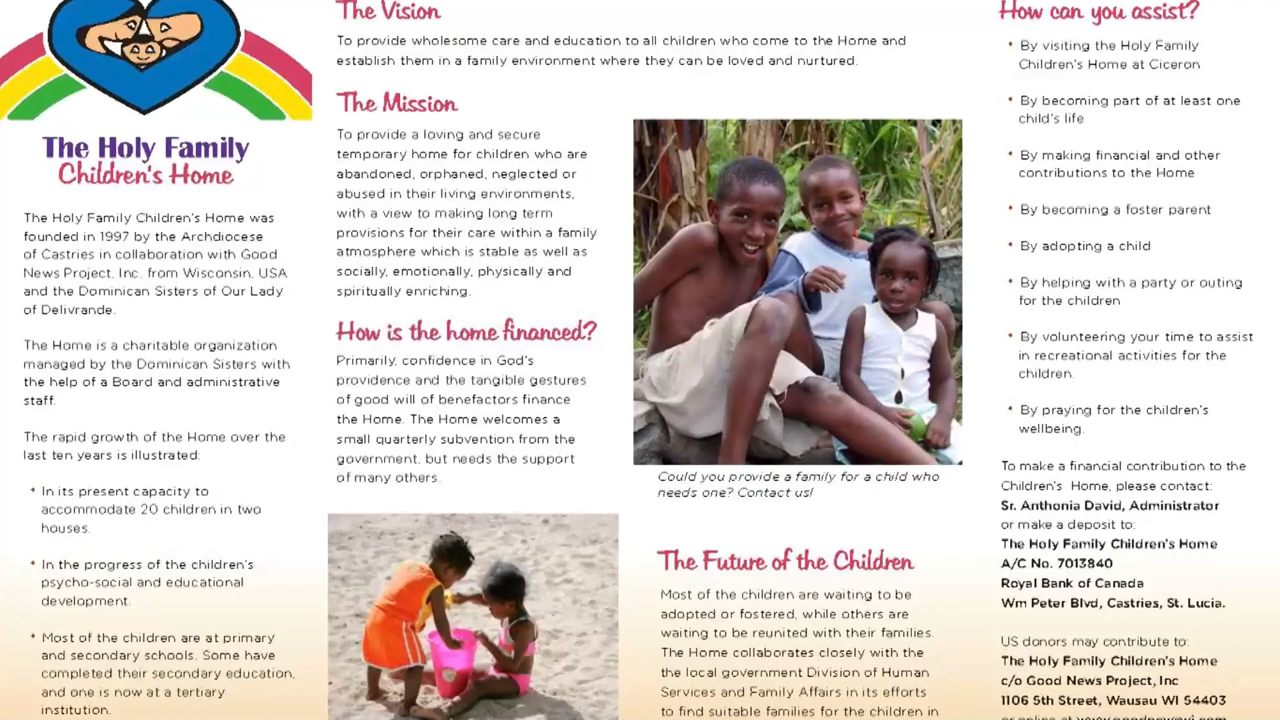 The Holy Family
Children's Home
The Holy Family Children's Home was
founded in 1997 by the Archdiocese
of Castries in collaboration with Good
News Project, Inc. from Wisconsin, USA
and the Dominican Sisters of Our Lady
of Delivrande.
The Home is a charitable organization
managed by the Dominican Sisters with
the help of a Board and administrative
staff.
The rapid growth of the Home over the
last ten years is illustrated:
• In its present capacity to
accommodate 20 children in two
houses.
• In the progress of the children's
psycho-social and educational
development.
• Most of the children are at primary
and secondary schools. Some have
completed their secondary education,
and one is now at a tertiary
institution.
The Vision
To provide wholesome care and education to all children who come to the Home and
establish them in a family environment where they can be loved and nurtured.
The Mission
To provide a loving and secure
temporary home for children who are
abandoned, orphaned, neglected or
abused in their living environments,
with a view to making long term
provisions for their care within a family
atmosphere which is stable as well as
socially, emotionally, physically and
spiritually enriching.
How is the home financed?
Primarily, confidence in God's
providence and the tangible gestures
of good will of benefactors finance
the Home. The Home welcomes a
small quarterly subvention from the
government, but needs the support
of many others.
Could you provide a family for a child who
needs one? Contact us!
The Future of the Children
Most of the children are waiting to be
adopted or fostered, while others are
waiting to be reunited with their families.
The Home collaborates closely with the
the local government Division of Human
Services and Family Affairs in its efforts
to find suitable families for the children in
How can you assist?
• By visiting the Holy Family
Children's Home at Ciceron
• By becoming part of at least one
child's life
• By making financial and other
contributions to the Home
• By becoming a foster parent
• By adopting a child
• By helping with a party or outing
for the children
• By volunteering your time to assist
in recreational activities for the
children.
• By praying for the children's
wellbeing.
To make a financial contribution to the
Children's Home, please contact:
Sr. Anthonia David, Administrator
or make a deposit to:
The Holy Family Children's Home
A/C No. 7013840
Royal Bank of Canada
Wm Peter Blvd, Castries, St. Lucia.
US donors may contribute to:
The Holy Family Children's Home
c/o Good News Project, Inc
1106 5th Street, Wausau WI 54403
or online at